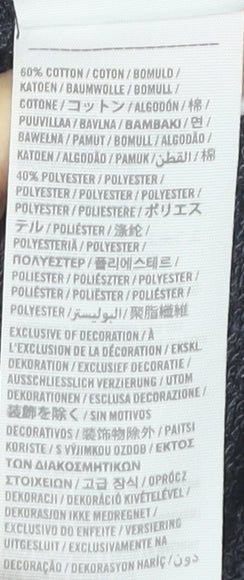 60% COTTON / COTON / BOMULD /
KATOEN / BAUMWOLLE / BOMULL /
COTONE / コットン / ALGODÓN / 棉 /
PUUVILLAA / BAVLNA / ΒΑΜΒΑΚΙ / 면 /
BAWEŁNA / PAMUT / BOMULL / ALGODÃO /
KATOEN / ALGODÃO / PAMUK / القطن / 棉
40% POLYESTER / POLYESTER /
POLYESTER / POLYESTER / POLYESTER /
POLYESTER / POLIESTERE / ポリエス
テル / POLIÉSTER / 涤纶 /
POLYESTERIÄ / POLYESTER /
ΠΟΛΥΕΣΤΕΡ / 폴리에스테르 /
POLIESTER / POLIÉSZTER / POLYESTER /
POLIÉSTER / POLIÉSTER / POLIÉSTER /
POLYESTER / البوليستر / 聚脂纖維
EXCLUSIVE OF DECORATION / À
L'EXCLUSION DE LA DÉCORATION / EKSKL.
DEKORATION / EXCLUSIEF DECORATIE /
AUSSCHLIESSLICH VERZIERUNG / UTOM
DEKORATIONEN / ESCLUSA DECORAZIONE /
装飾を除く / SIN MOTIVOS
DECORATIVOS / 装饰物除外 / PAITSI
KORISTE / S VÝJIMKOU OZDOB / ΕΚΤΟΣ
ΤΩΝ ΔΙΑΚΟΣΜΗΤΙΚΩΝ
ΣΤΟΙΧΕΙΩΝ / 고급 장식 / OPRÓCZ
DEKORACJI / DEKORÁCIÓ KIVÉTELÉVEL /
DEKORASJON IKKE MEDREGNET /
EXCLUSIVO DO ENFEITE / VERSIERING
UITGESLUIT / EXCLUSIVAMENTE NA
DECORAÇÃO / DEKORASYON HARİÇ / دون